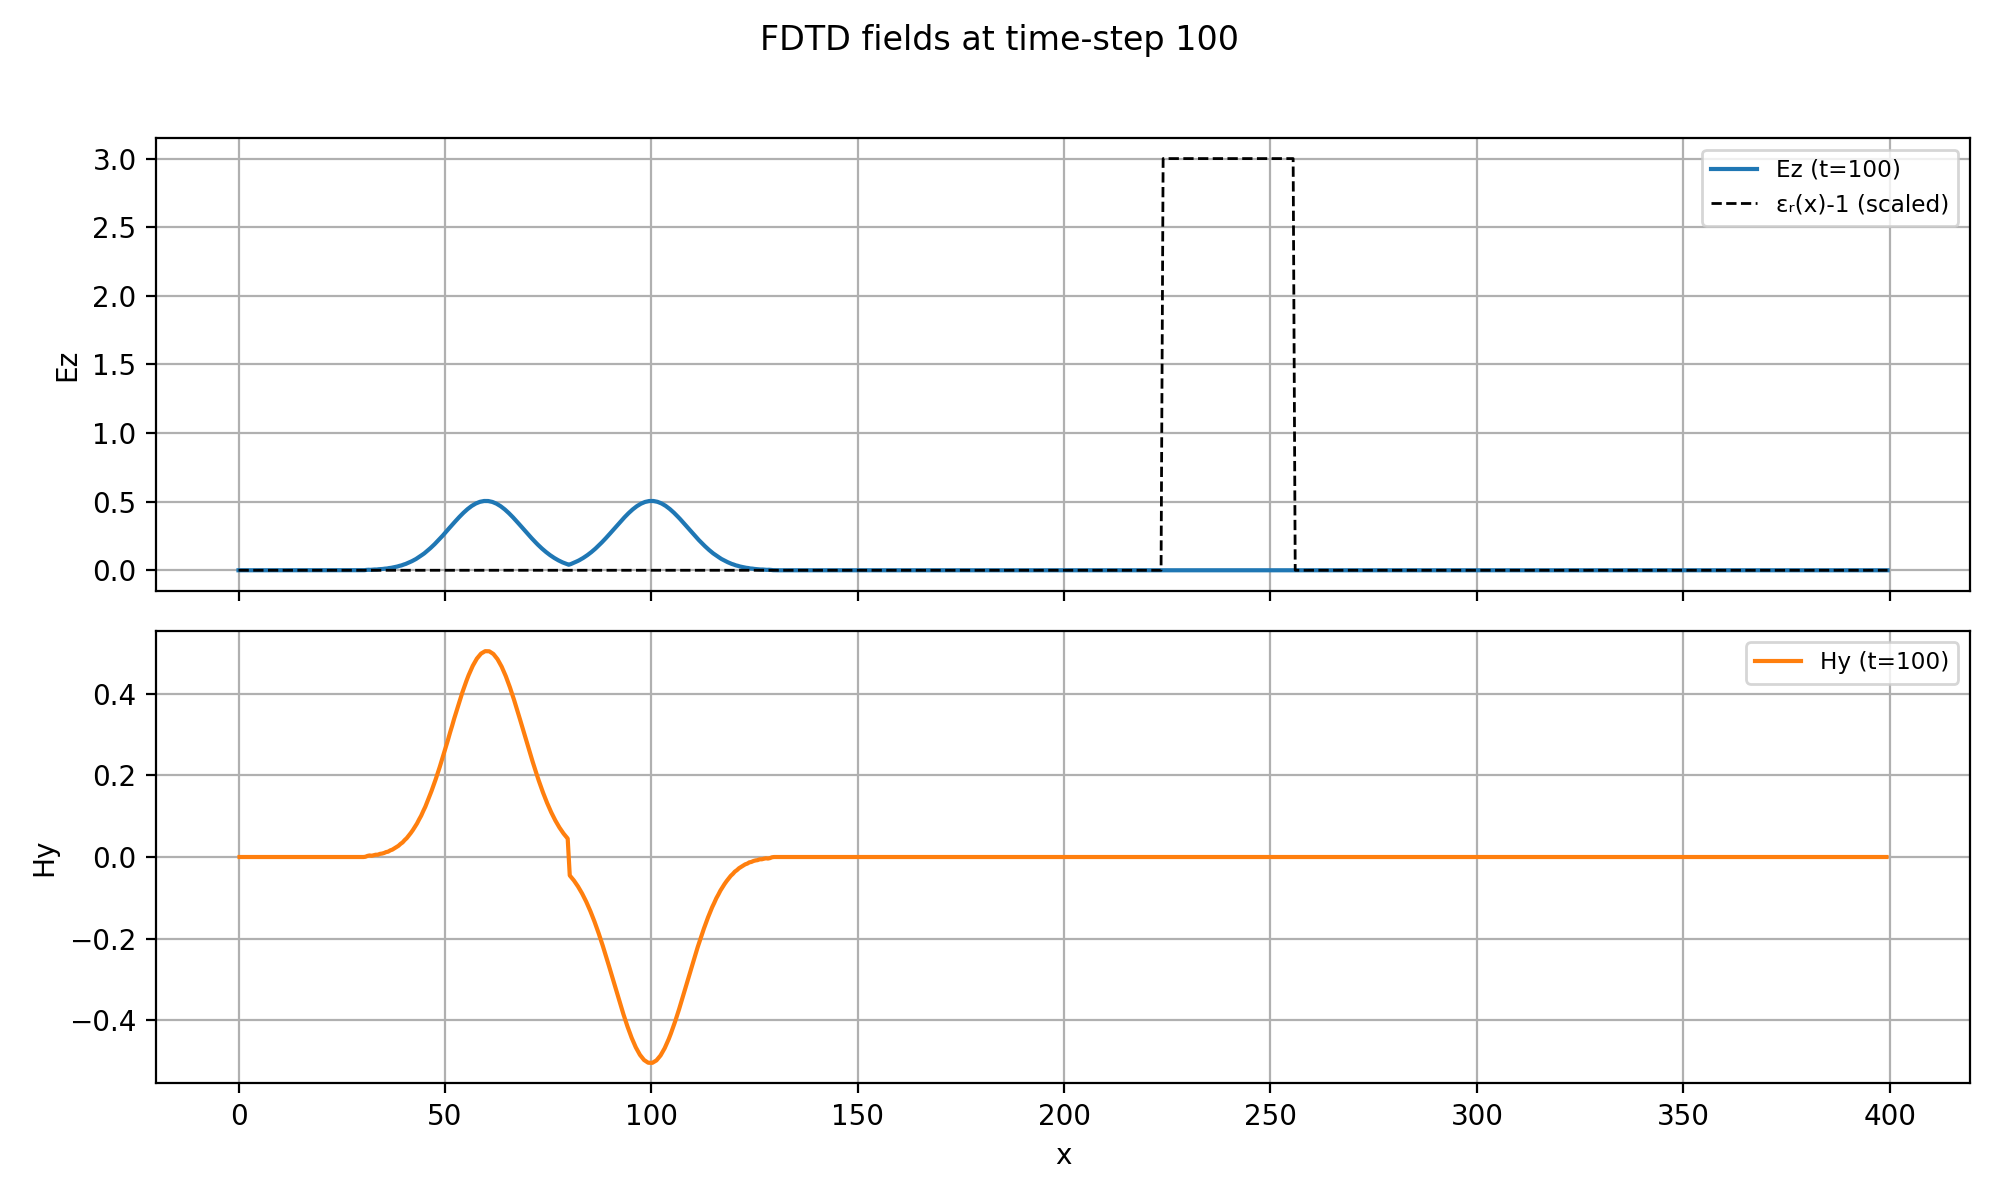 FDTD fields at time-step 100
3.0
2.5
2.0
1.5
1.0
0.5
0.0
Ez
Ez (t=100)
εᵣ(x)-1 (scaled)
0.4
0.2
0.0
−0.2
−0.4
Hy
Hy (t=100)
0 50 100 150 200 250 300 350 400
x